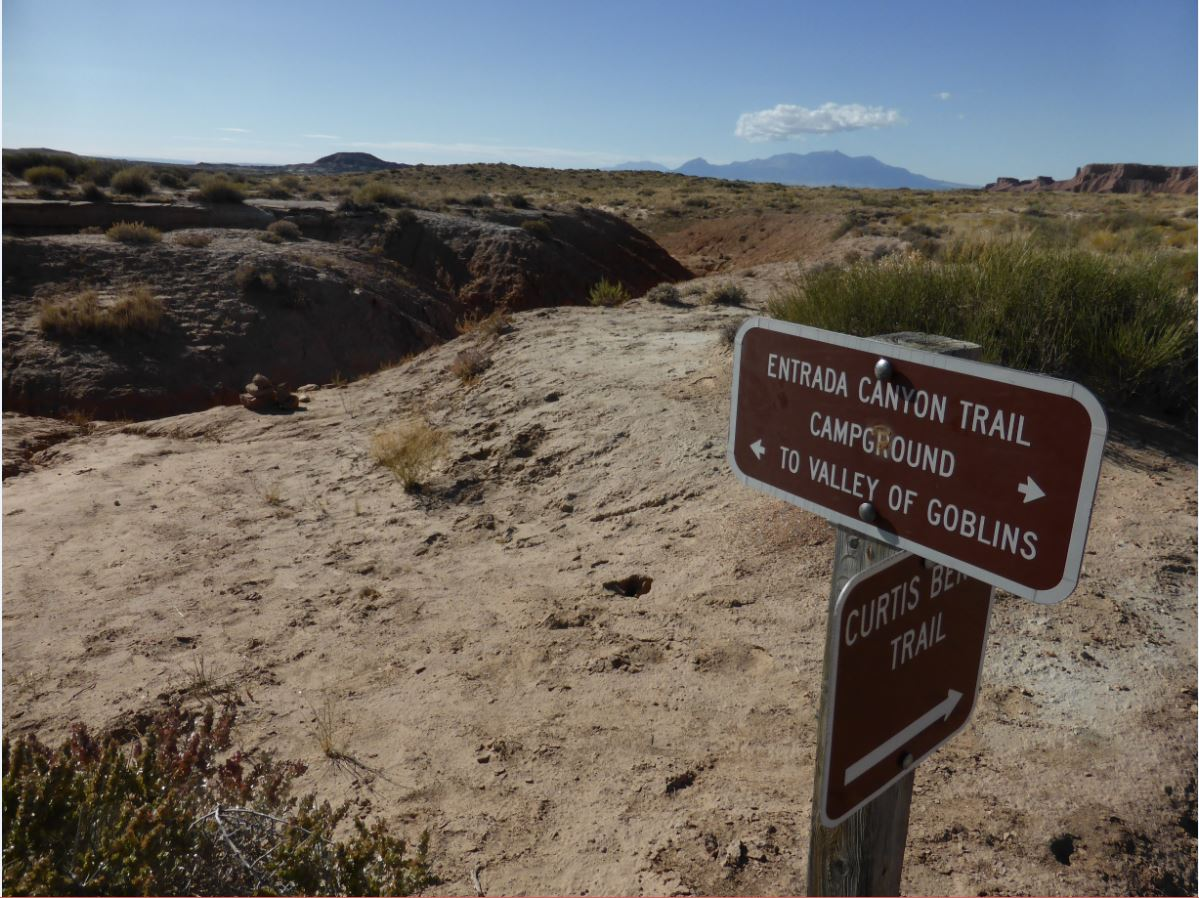 ENTRADA CANYON TRAIL
CAMPGROUND
TO VALLEY OF GOBLINS
CURTIS
TRAIL